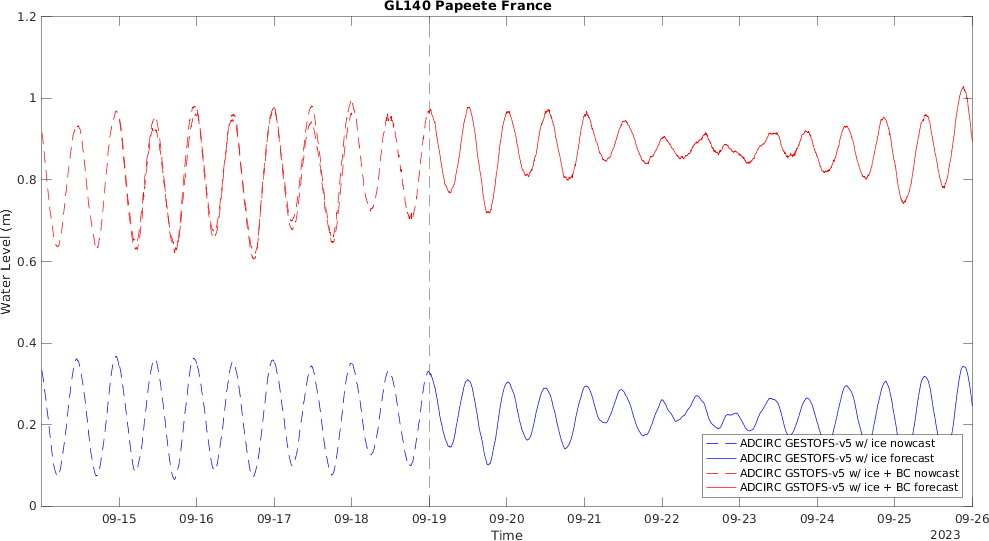 GL140 Papeete France
1.2
1
0.8
0.6
0.4
0.2
0
Water Level (m)
ADCIRC GESTOFS-v5 w/ ice nowcast
ADCIRC GESTOFS-v5 w/ ice forecast
ADCIRC GSTOFS-v5 w/ ice + BC nowcast
ADCIRC GSTOFS-v5 w/ ice + BC forecast
09-15 09-16 09-17 09-18 09-19 09-20 09-21 09-22 09-23 09-24 09-25 09-26
Time
2023